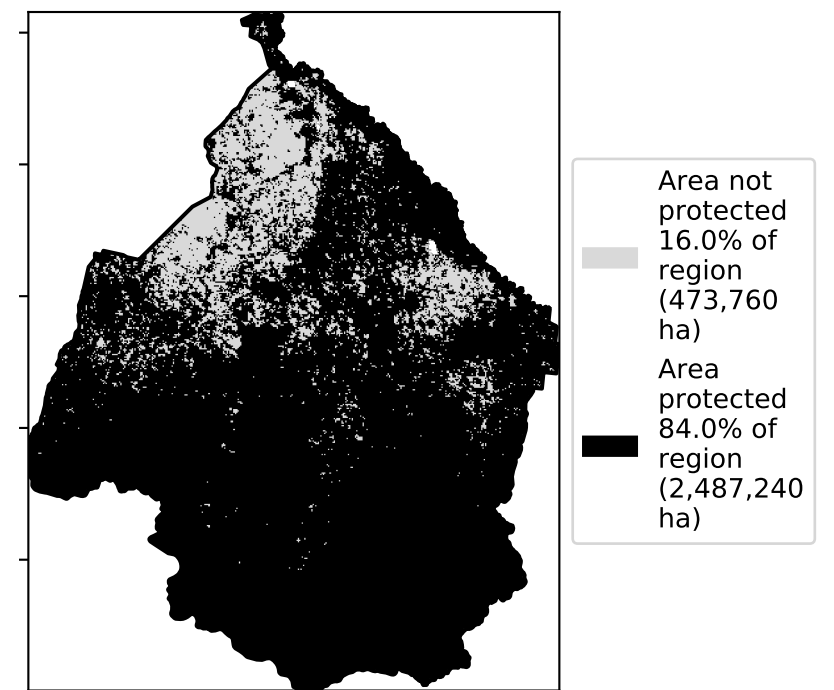 Area not
protected
16.0% of
region
(473,760
ha)
Area
protected
84.0% of
region
(2,487,240
ha)